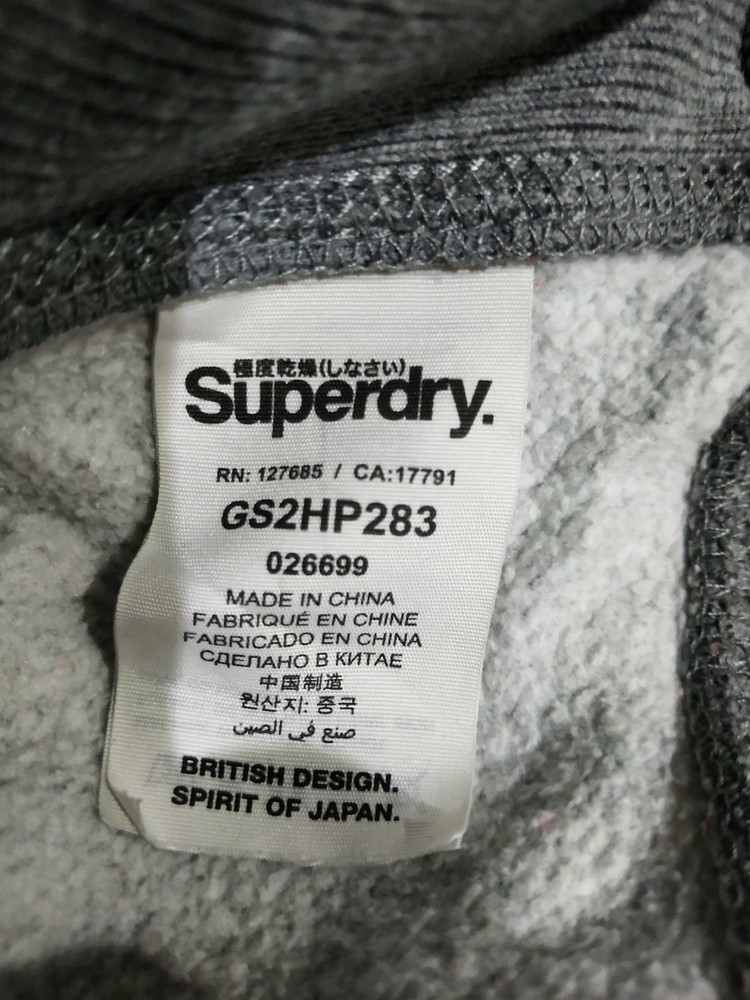 極度乾燥(しなさい)
Superdry.
RN: 127685 / CA:17791
GS2HP283
026699
MADE IN CHINA
FABRIQUÉ EN CHINE
FABRICADO EN CHINA
СДЕЛАНО В КИТАЕ
中国制造
원산지: 중국
صنع في الصين
BRITISH DESIGN.
SPIRIT OF JAPAN.